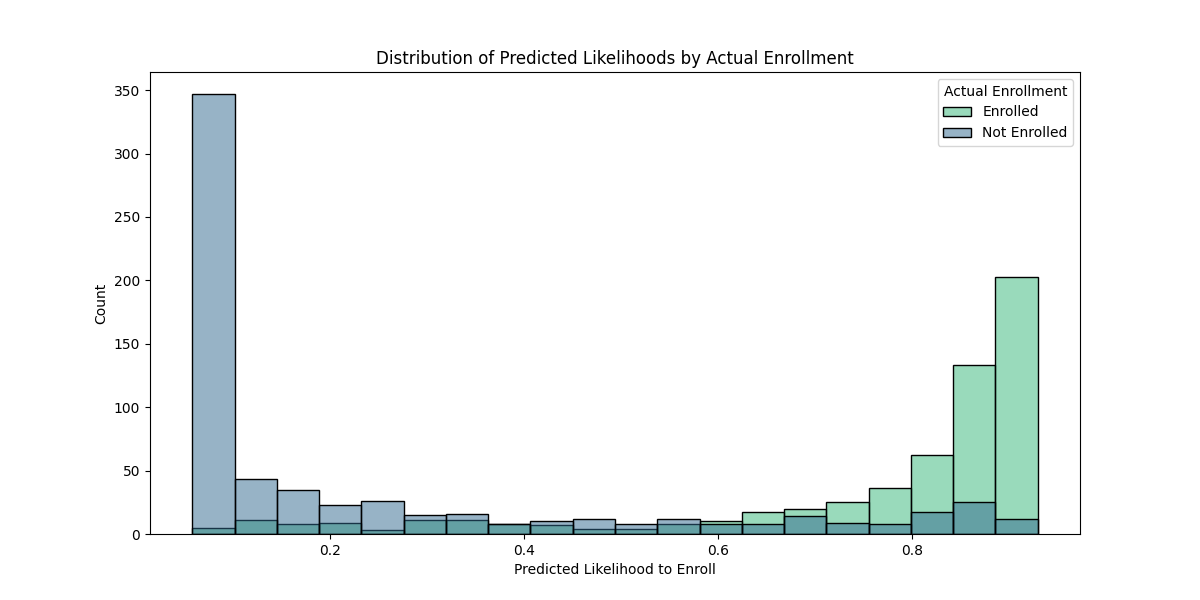 Distribution of Predicted Likelihoods by Actual Enrollment
Actual Enrollment
Enrolled
Not Enrolled
350
300
250
200
150
100
50
0
Count
0.2 0.4 0.6 0.8
Predicted Likelihood to Enroll